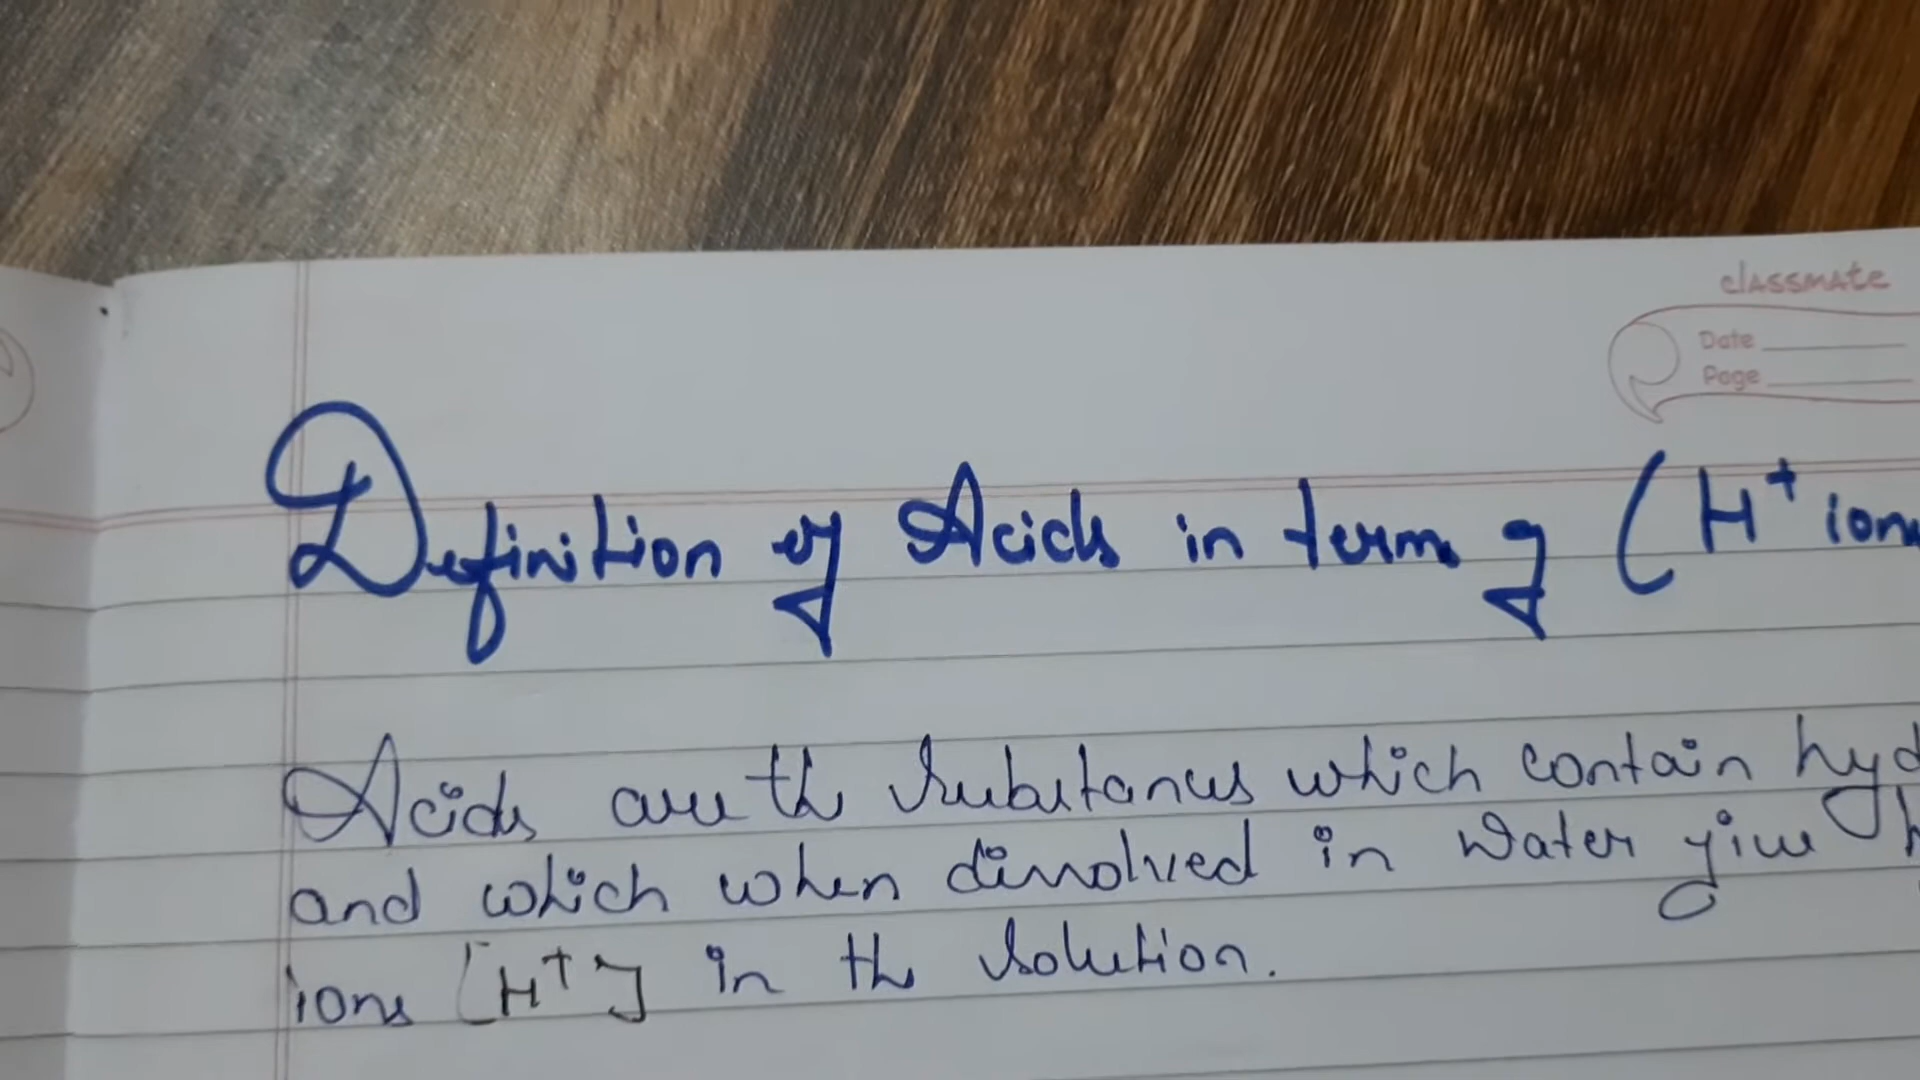 classmate
Date
Page
Definition of Acids in term of (H⁺ ions
Acids are the substances which contain hyd
and which when dissolved in water give h
ions [H⁺] in the solution.